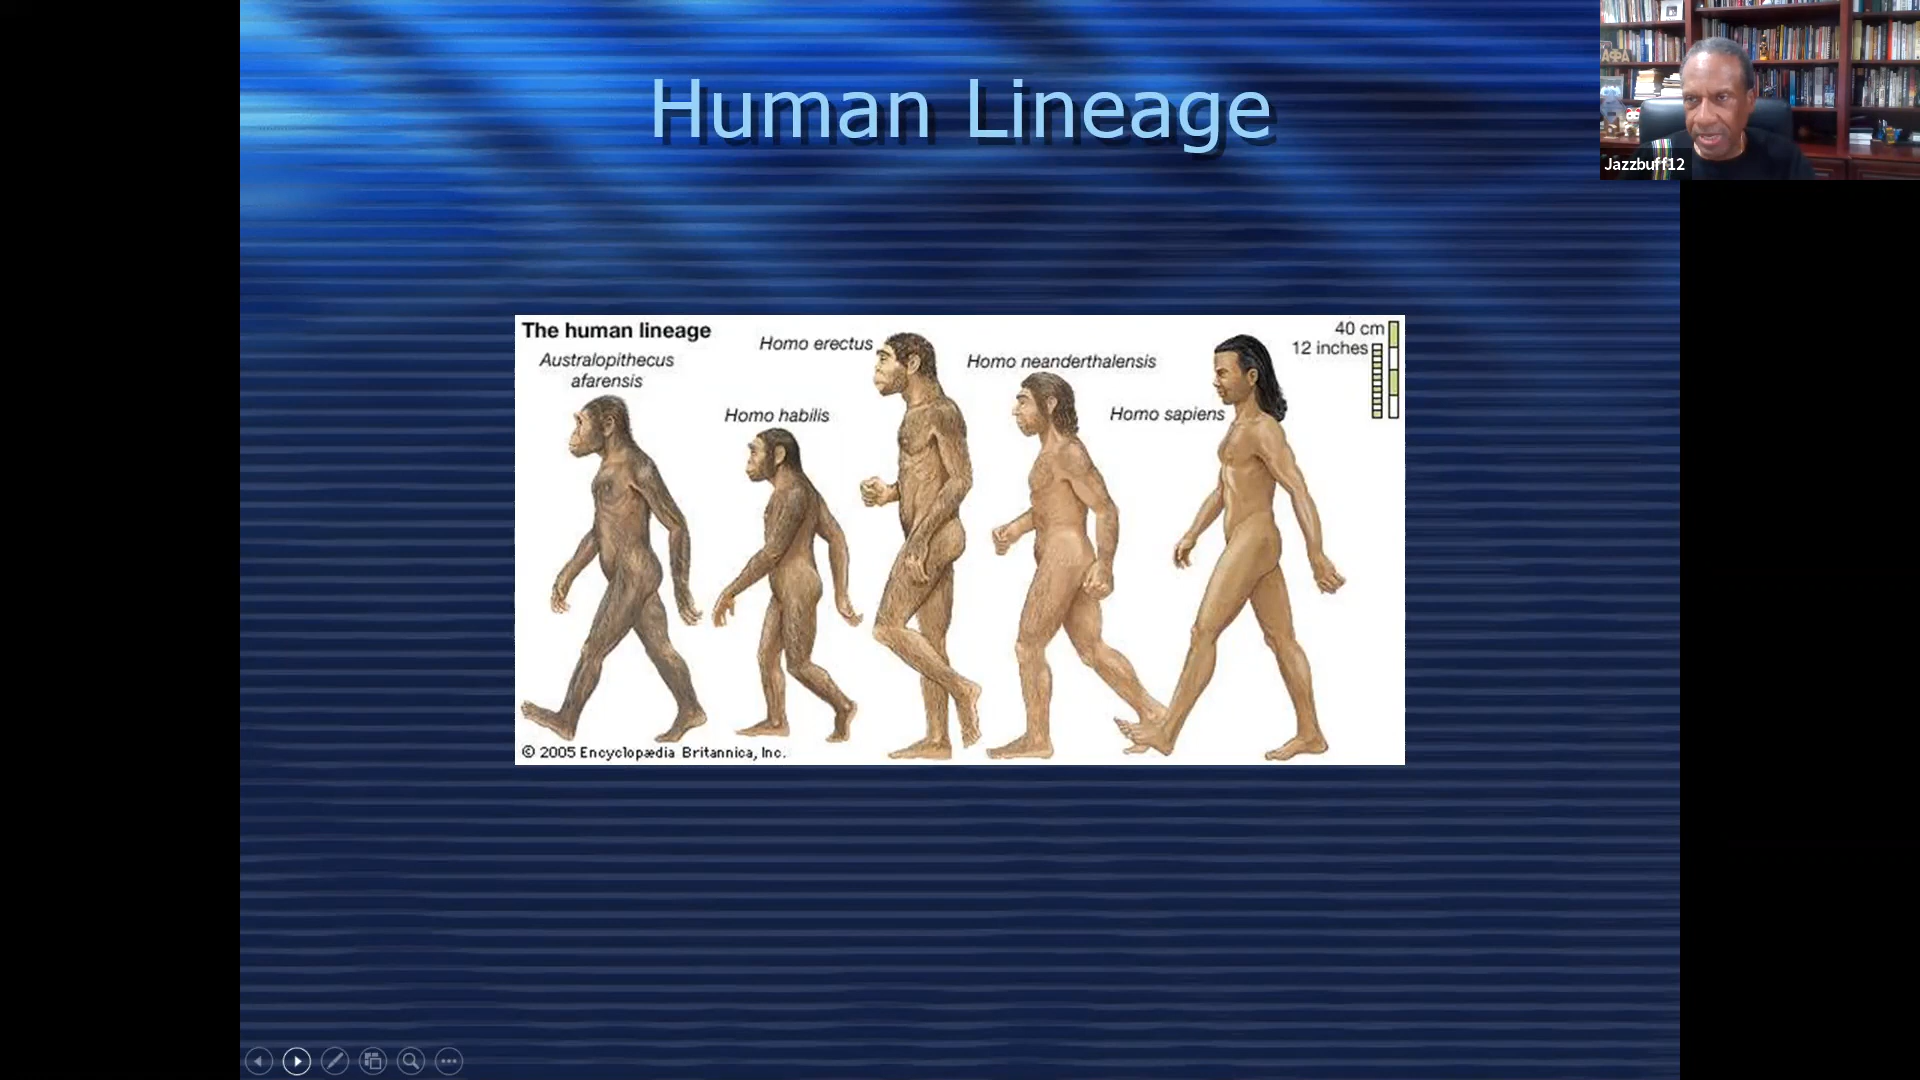 Human Lineage
Jazzbuff12
The human lineage
Australopithecus
afarensis
Homo habilis
Homo erectus
Homo neanderthalensis
Homo sapiens
40 cm
12 inches
© 2005 Encyclopædia Britannica, Inc.